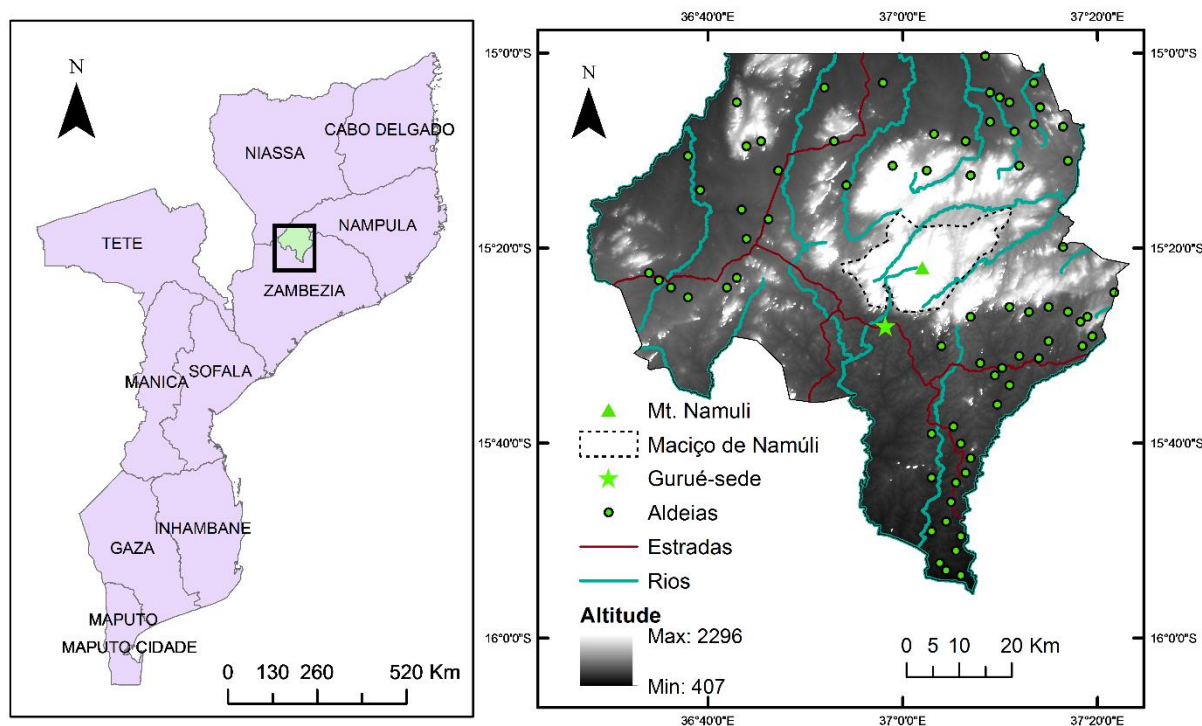 N
CABO DELGADO
NIASSA
NAMPULA
TETE
ZAMBEZIA
SOFALA
MANICA
INHAMBANE
GAZA
MAPUTO
MAPUTO CIDADE
0 130 260 520 Km
36°40'0"E 37°0'0"E 37°20'0"E
15°0'0"S 15°0'0"S
N
15°20'0"S 15°20'0"S
15°40'0"S 15°40'0"S
16°0'0"S 16°0'0"S
Mt. Namuli
Maciço de Namúli
Gurué-sede
Aldeias
Estradas
Rios
Altitude
Max: 2296
Min: 407
0 5 10 20 Km
36°40'0"E 37°0'0"E 37°20'0"E